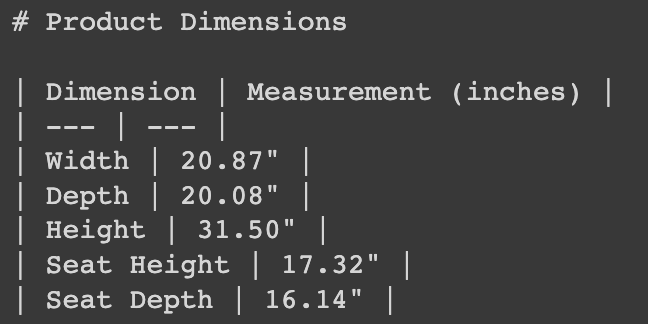 # Product Dimensions
| Dimension | Measurement (inches) |
| --- | --- |
| Width | 20.87" |
| Depth | 20.08" |
| Height | 31.50" |
| Seat Height | 17.32" |
| Seat Depth | 16.14" |